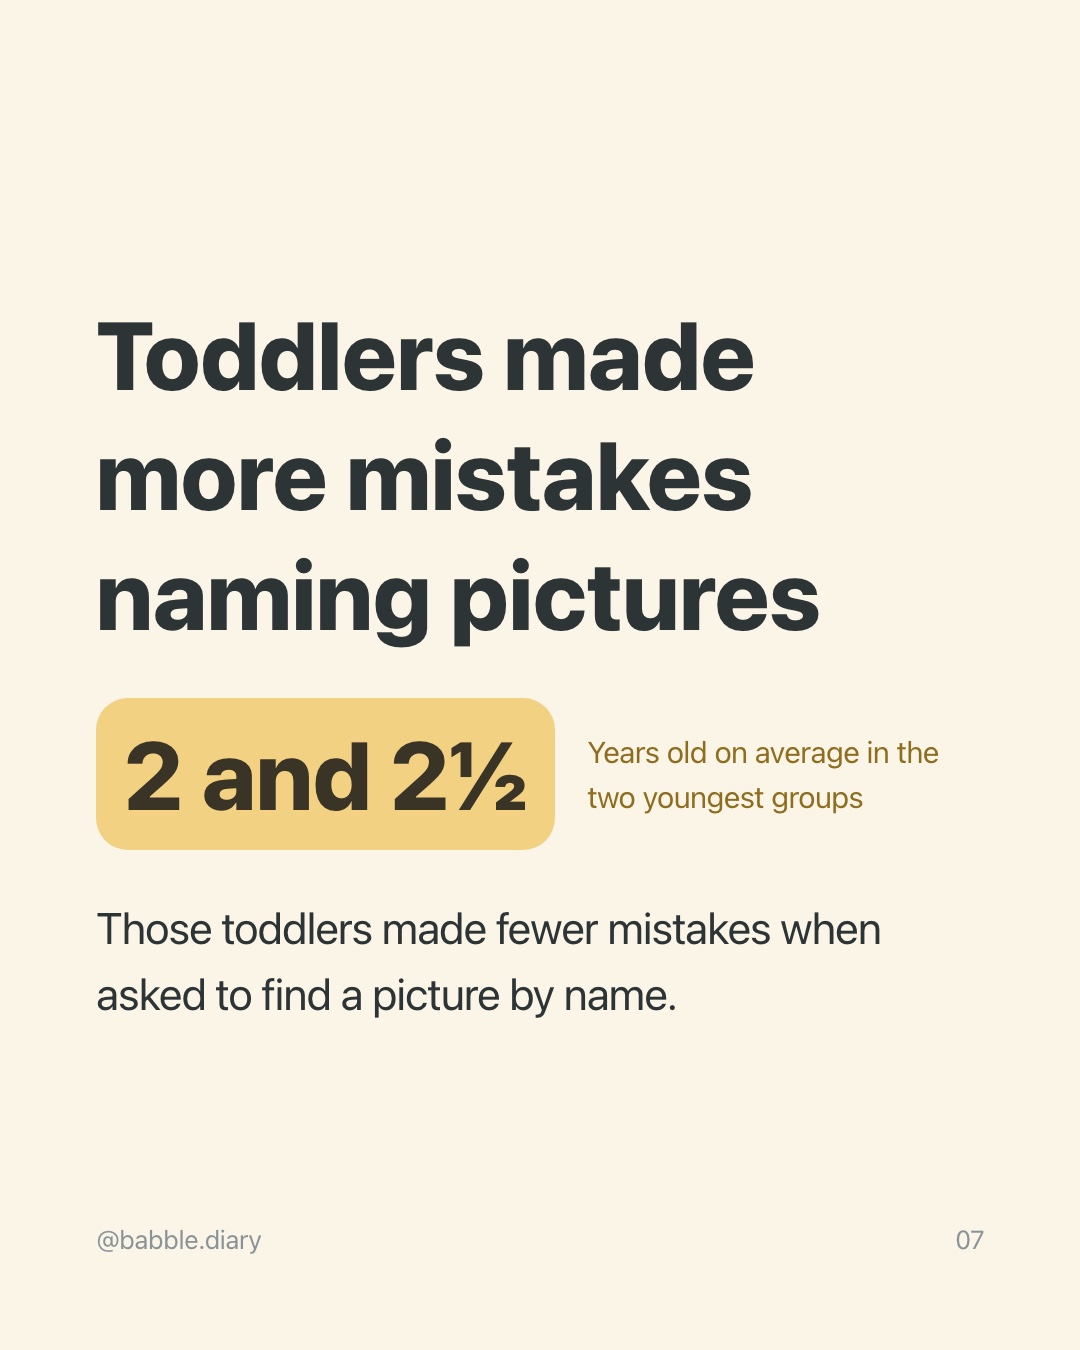 Toddlers made
more mistakes
naming pictures
2 and 2½
Years old on average in the
two youngest groups
Those toddlers made fewer mistakes when
asked to find a picture by name.
@babble.diary
07